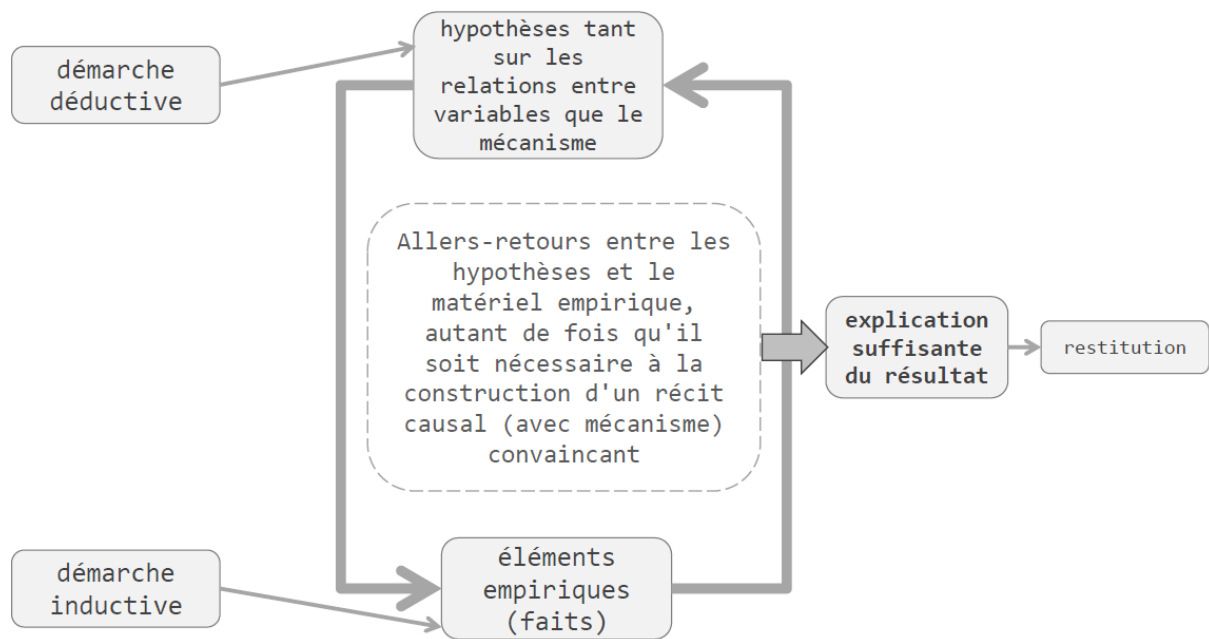 démarche
déductive
hypothèses tant
sur les
relations entre
variables que le
mécanisme
Allers-retours entre les
hypothèses et le
matériel empirique,
autant de fois qu'il
soit nécessaire à la
construction d'un récit
causal (avec mécanisme)
convaincant
explication
suffisante
du résultat
restitution
démarche
inductive
éléments
empiriques
(faits)